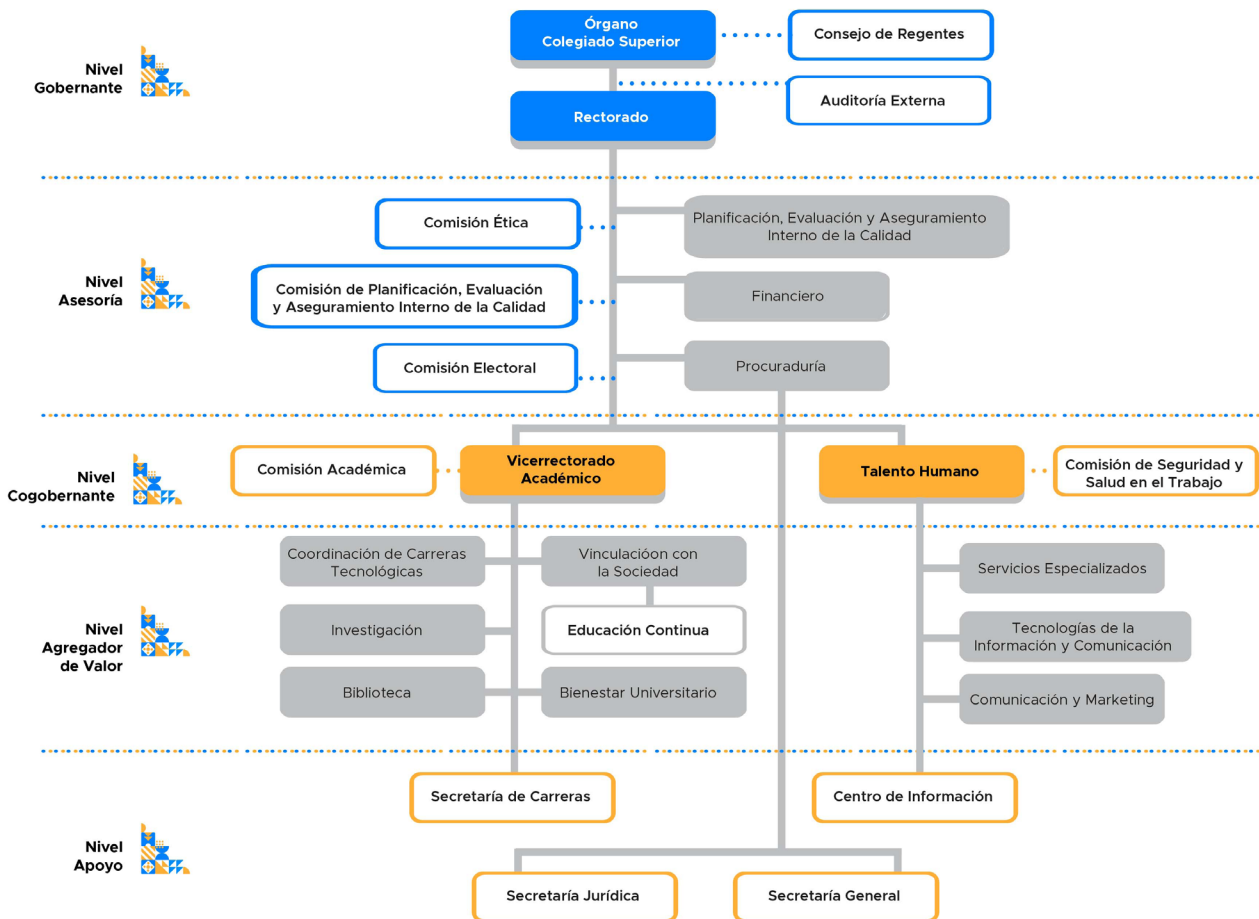 Órgano
Colegiado Superior
Consejo de Regentes
Nivel
Gobernante
Auditoría Externa
Rectorado
Comisión Ética
Planificación, Evaluación y Aseguramiento
Interno de la Calidad
Nivel
Asesoría
Comisión de Planificación, Evaluación
y Aseguramiento Interno de la Calidad
Financiero
Comisión Electoral
Procuraduría
Nivel
Cogobernante
Comisión Académica
Vicerrectorado
Académico
Talento Humano
Comisión de Seguridad y
Salud en el Trabajo
Coordinación de Carreras
Tecnológicas
Vinculacióon con
la Sociedad
Servicios Especializados
Nivel
Agregador
de Valor
Investigación
Educación Continua
Tecnologías de la
Información y Comunicación
Biblioteca
Bienestar Universitario
Comunicación y Marketing
Secretaría de Carreras
Centro de Información
Nivel
Apoyo
Secretaría Jurídica
Secretaría General